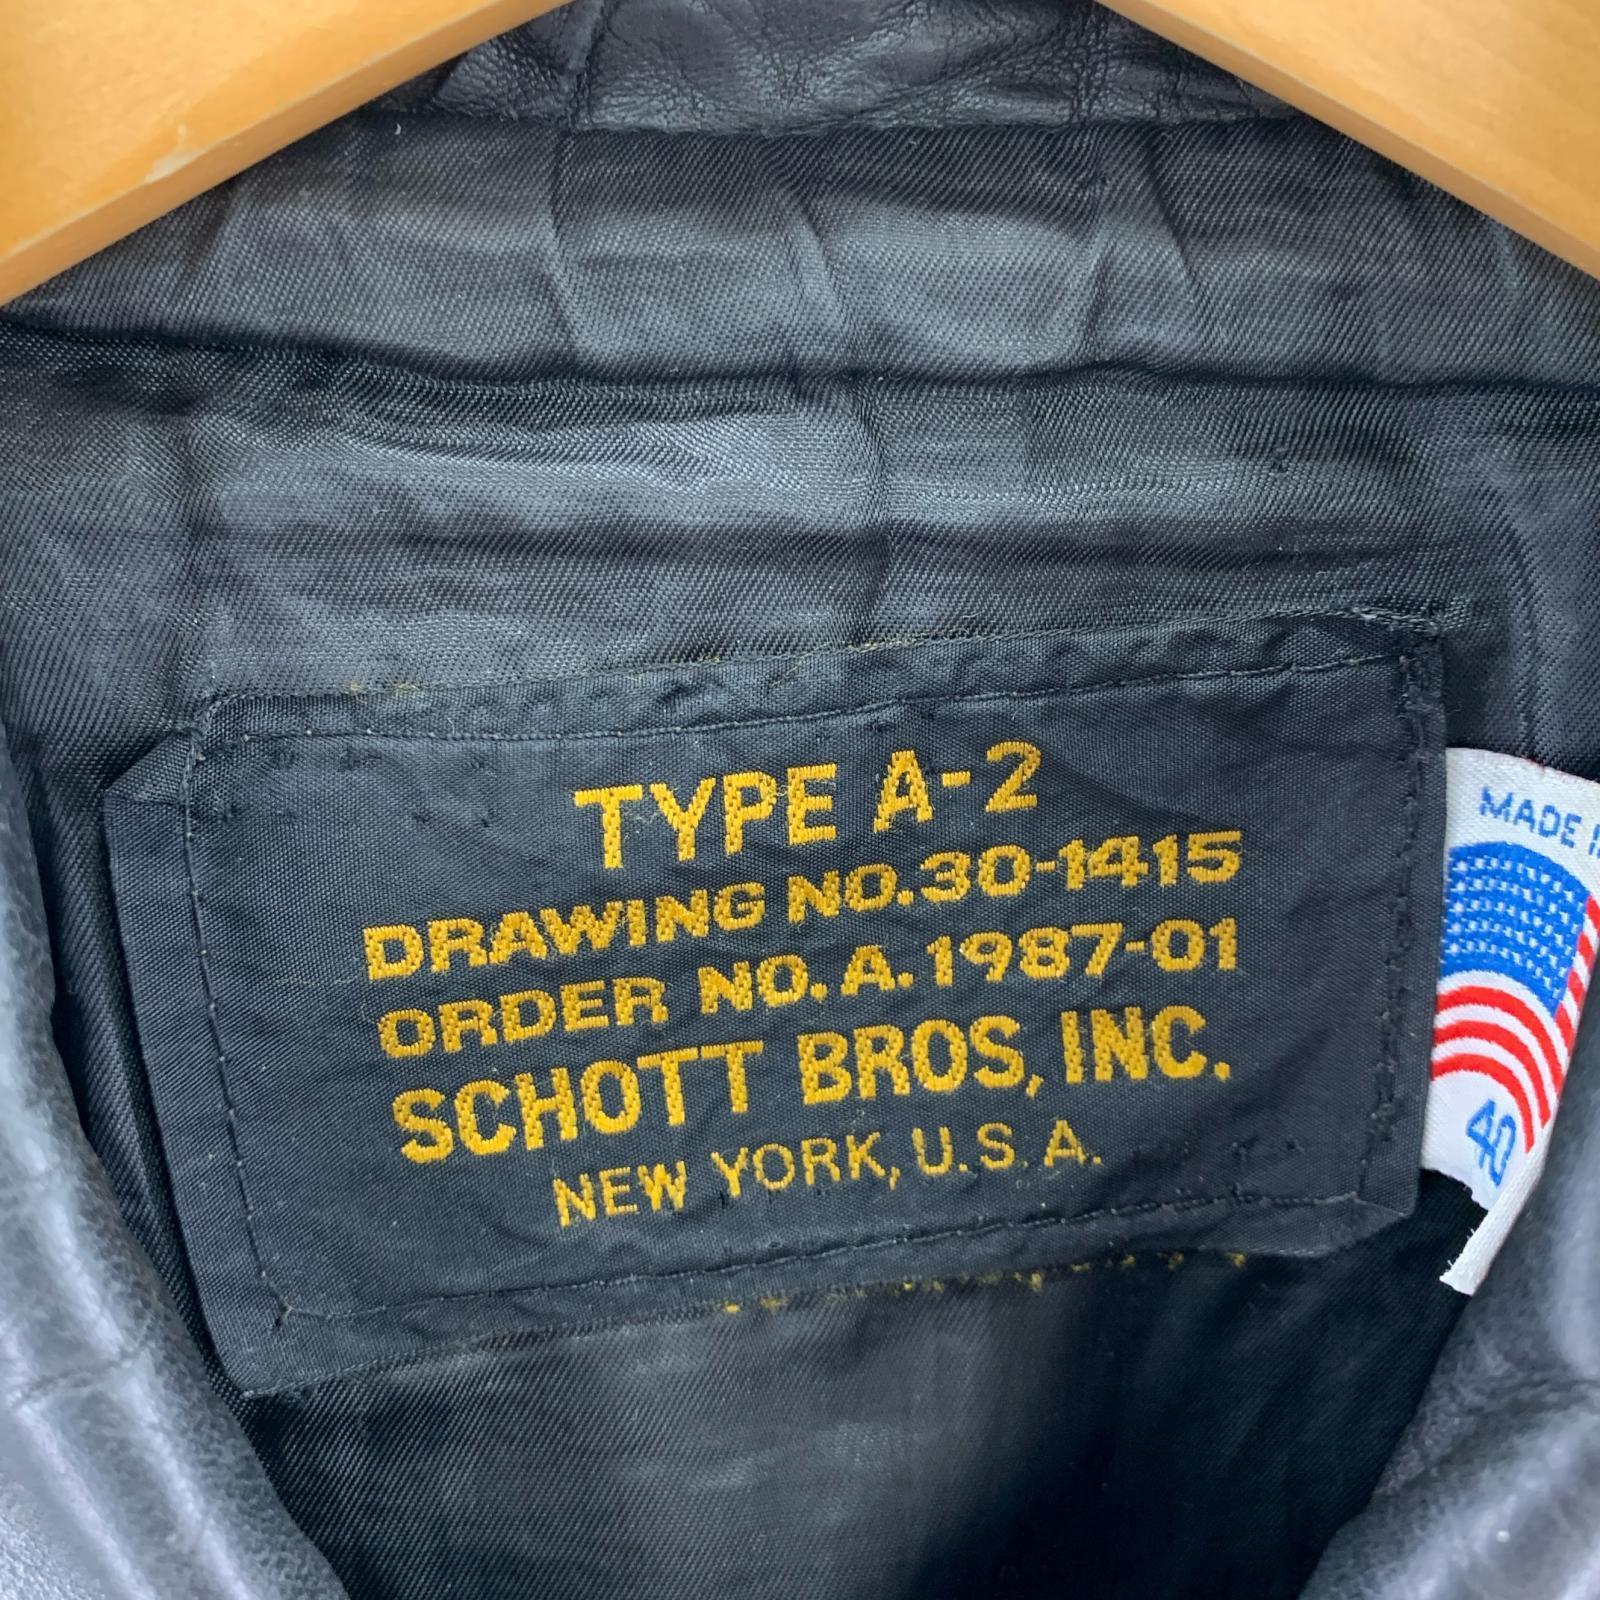 TYPE A-2
DRAWING NO.30-1415
ORDER NO.A.1987-01
SCHOTT BROS, INC.
NEW YORK, U.S.A.
MADE
40